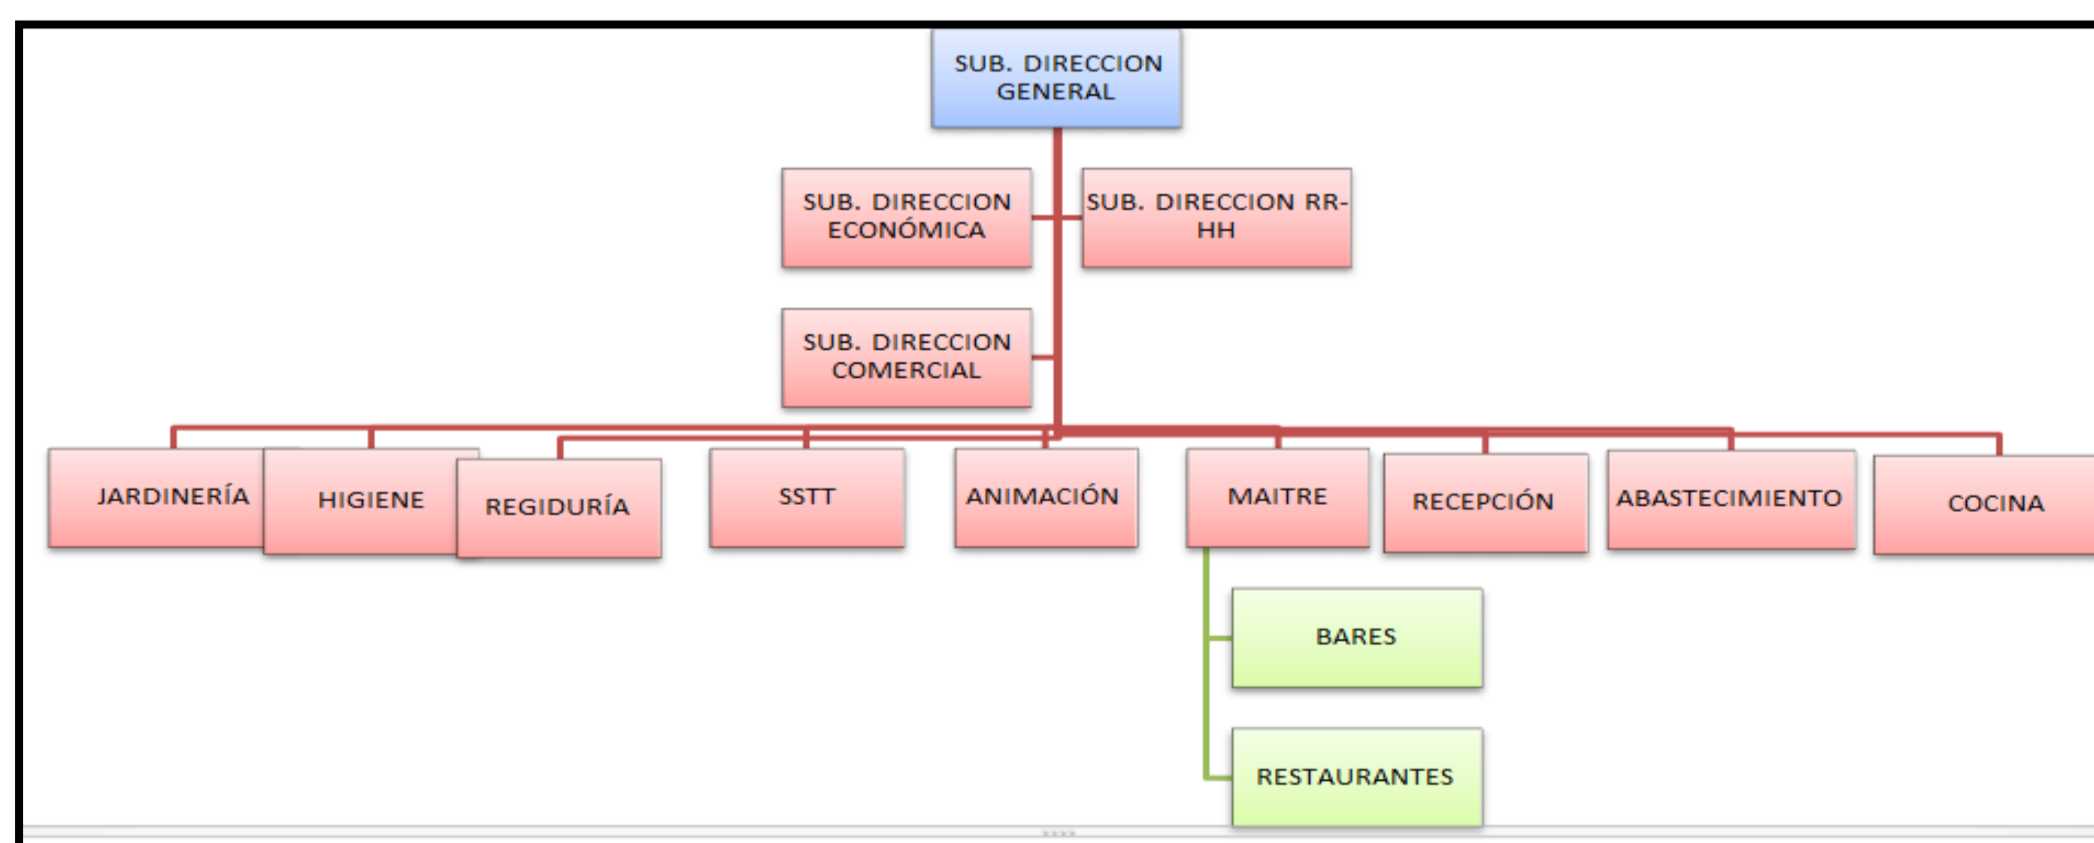 SUB. DIRECCION
GENERAL
SUB. DIRECCION
ECONÓMICA
SUB. DIRECCION RR-
HH
SUB. DIRECCION
COMERCIAL
JARDINERÍA
HIGIENE
REGIDURÍA
SSTT
ANIMACIÓN
MAITRE
RECEPCIÓN
ABASTECIMIENTO
COCINA
BARES
RESTAURANTES